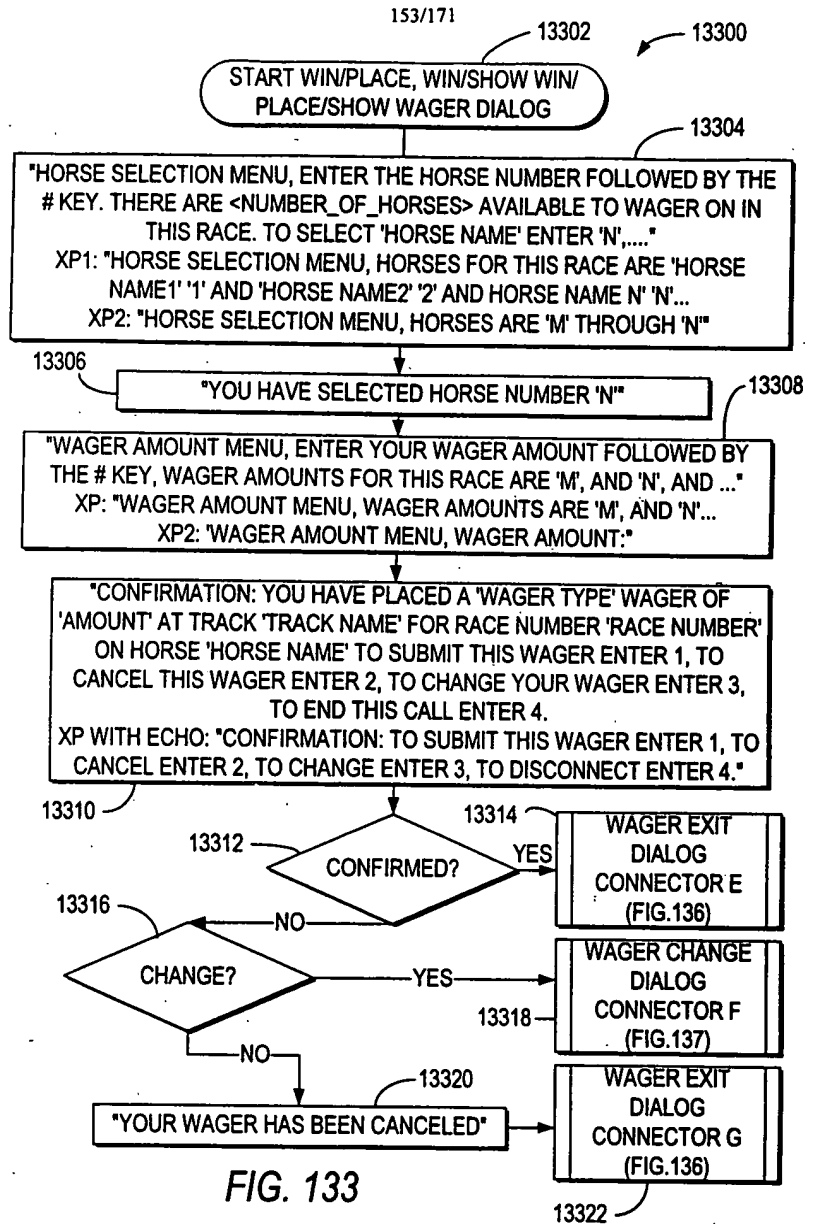 153/171
13302
13300
START WIN/PLACE, WIN/SHOW WIN/
PLACE/SHOW WAGER DIALOG
13304
"HORSE SELECTION MENU, ENTER THE HORSE NUMBER FOLLOWED BY THE
# KEY. THERE ARE <NUMBER_OF_HORSES> AVAILABLE TO WAGER ON IN
THIS RACE. TO SELECT 'HORSE NAME' ENTER 'N',...."
XP1: "HORSE SELECTION MENU, HORSES FOR THIS RACE ARE 'HORSE
NAME1' '1' AND 'HORSE NAME2' '2' AND HORSE NAME N' 'N'...
XP2: "HORSE SELECTION MENU, HORSES ARE 'M' THROUGH 'N'"
13306
"YOU HAVE SELECTED HORSE NUMBER 'N'"
13308
"WAGER AMOUNT MENU, ENTER YOUR WAGER AMOUNT FOLLOWED BY
THE # KEY, WAGER AMOUNTS FOR THIS RACE ARE 'M', AND 'N', AND ..."
XP: "WAGER AMOUNT MENU, WAGER AMOUNTS ARE 'M', AND 'N'...
XP2: 'WAGER AMOUNT MENU, WAGER AMOUNT:"
"CONFIRMATION: YOU HAVE PLACED A 'WAGER TYPE' WAGER OF
'AMOUNT' AT TRACK 'TRACK NAME' FOR RACE NUMBER 'RACE NUMBER'
ON HORSE 'HORSE NAME' TO SUBMIT THIS WAGER ENTER 1, TO
CANCEL THIS WAGER ENTER 2, TO CHANGE YOUR WAGER ENTER 3,
TO END THIS CALL ENTER 4.
XP WITH ECHO: "CONFIRMATION: TO SUBMIT THIS WAGER ENTER 1, TO
CANCEL ENTER 2, TO CHANGE ENTER 3, TO DISCONNECT ENTER 4."
13310
13312
CONFIRMED?
YES
13314
WAGER EXIT
DIALOG
CONNECTOR E
(FIG.136)
NO
13316
CHANGE?
YES
WAGER CHANGE
DIALOG
CONNECTOR F
(FIG.137)
13318
NO
13320
"YOUR WAGER HAS BEEN CANCELED"
WAGER EXIT
DIALOG
CONNECTOR G
(FIG.136)
13322
FIG. 133